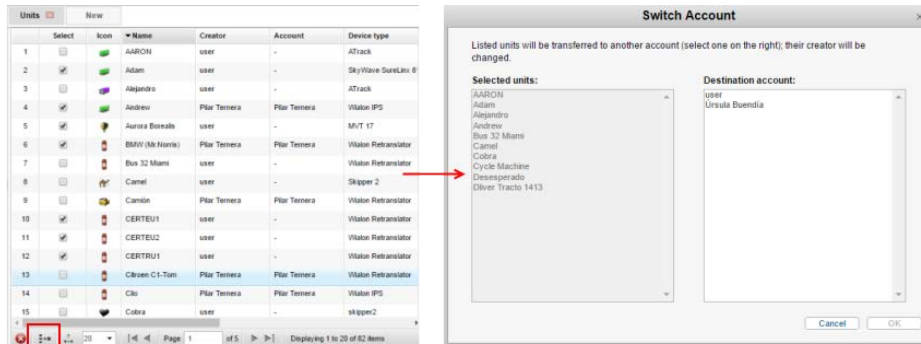 Units New
Select Icon Name Creator Account Device type
1 AARON user - ATrack
2 Adam user - SkyWave SureLinx 8
3 Alejandro user - ATrack
4 Andrew Pilar Ternera Pilar Ternera Wialon IPS
5 Aurora Borealis user - MVT 17
6 BMW (Mr.Norris) Pilar Ternera Pilar Ternera Wialon Retranslator
7 Bus 32 Miami user - Wialon Retranslator
8 Camel user - Skipper 2
9 Camión Pilar Ternera Pilar Ternera Wialon Retranslator
10 CERTEU1 user - Wialon Retranslator
11 CERTEU2 user - Wialon Retranslator
12 CERTRU1 user - Wialon Retranslator
13 Citroen C1-Tom Pilar Ternera Pilar Ternera Wialon Retranslator
14 Clio Pilar Ternera Pilar Ternera Wialon IPS
15 Cobra user - skipper2
20 Page 1 of 5 Displaying 1 to 20 of 82 items
Switch Account
Listed units will be transferred to another account (select one on the right); their creator will be
changed.
Selected units:
AARON
Adam
Alejandro
Andrew
Bus 32 Miami
Camel
Cobra
Cycle Machine
Desesperado
Dliver Tracto 1413
Destination account:
user
Úrsula Buendía
Cancel OK